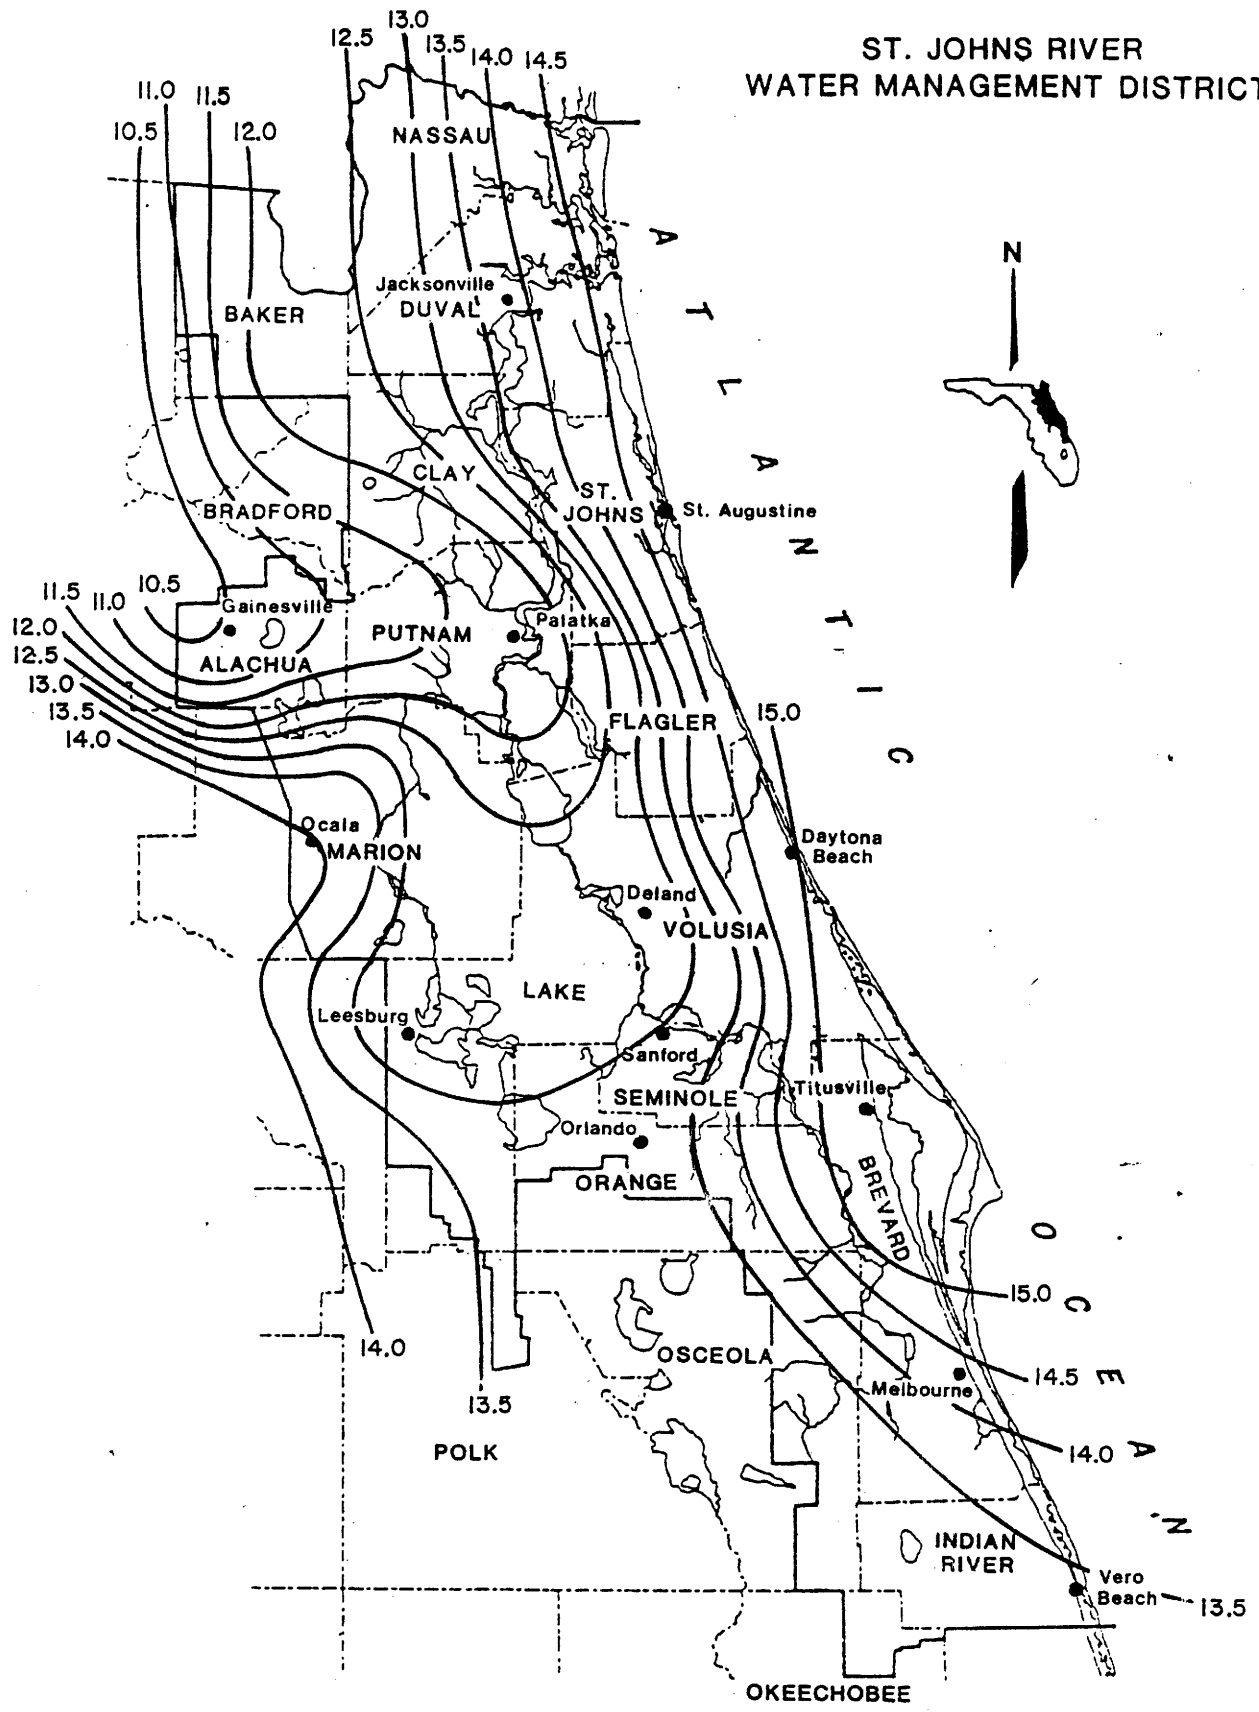 ST. JOHNS RIVER
WATER MANAGEMENT DISTRICT
13.0
12.5
13.5
14.0
14.5
11.0
11.5
10.5
12.0
NASSAU
A
T
L
A
N
T
I
C
O
C
E
A
N
N
Jacksonville
DUVAL
BAKER
CLAY
ST.
JOHNS
St. Augustine
BRADFORD
11.5
11.0
10.5
12.0
12.5
13.0
13.5
14.0
Gainesville
ALACHUA
PUTNAM
Palatka
FLAGLER
15.0
Ocala
MARION
Daytona
Beach
Deland
VOLUSIA
LAKE
Leesburg
Sanford
SEMINOLE
Titusville
Orlando
ORANGE
BREVARD
15.0
OSCEOLA
14.0
13.5
14.5
Melbourne
14.0
POLK
INDIAN
RIVER
Vero
Beach
13.5
OKEECHOBEE